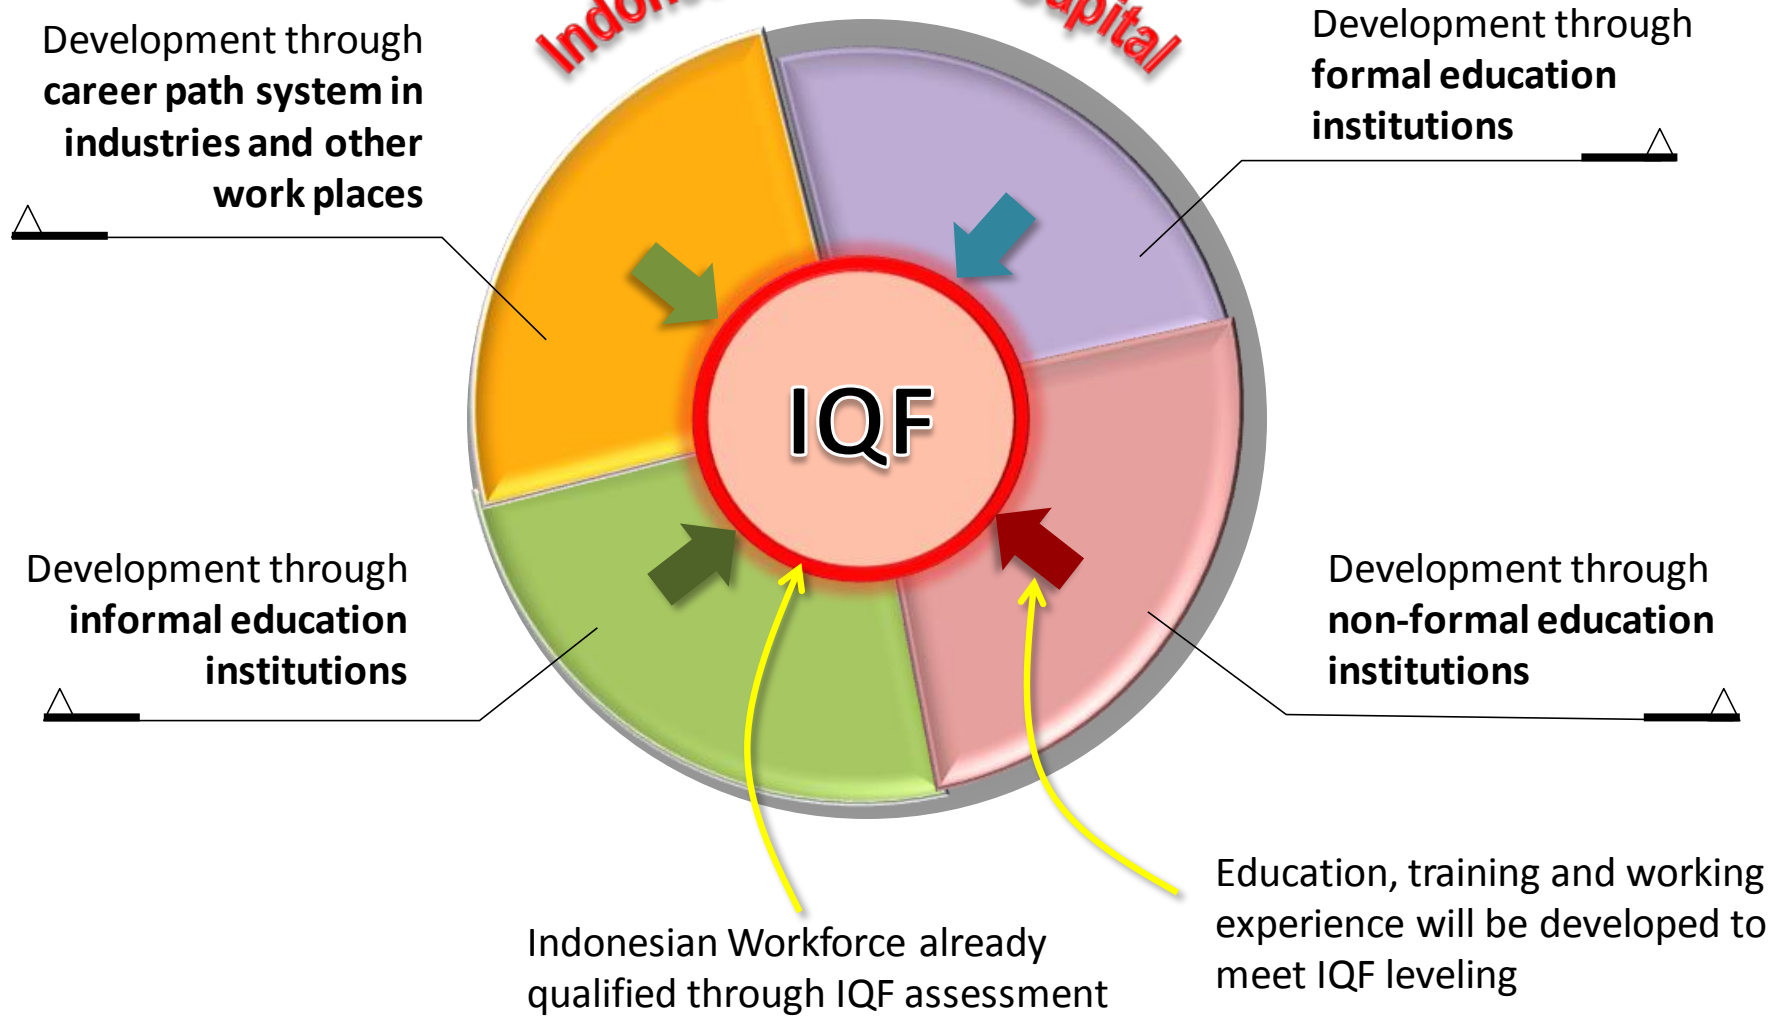 Development through
career path system in
industries and other
work places
Development through
formal education
institutions
IQF
Development through
informal education
institutions
Development through
non-formal education
institutions
Indonesian Workforce already
qualified through IQF assessment
Education, training and working
experience will be developed to
meet IQF leveling